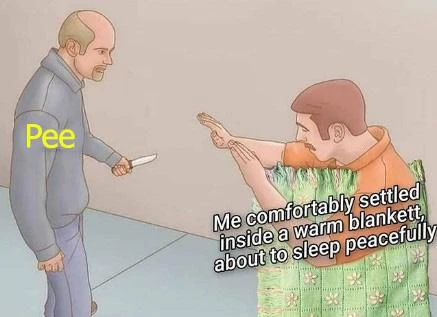 Pee
Me comfortably settled
inside a warm blankett,
about to sleep peacefully